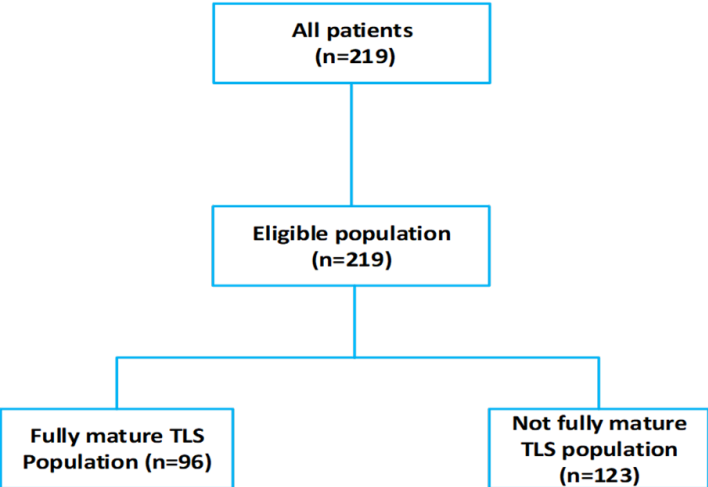 All patients
(n=219)
Eligible population
(n=219)
Fully mature TLS
Population (n=96)
Not fully mature
TLS population
(n=123)